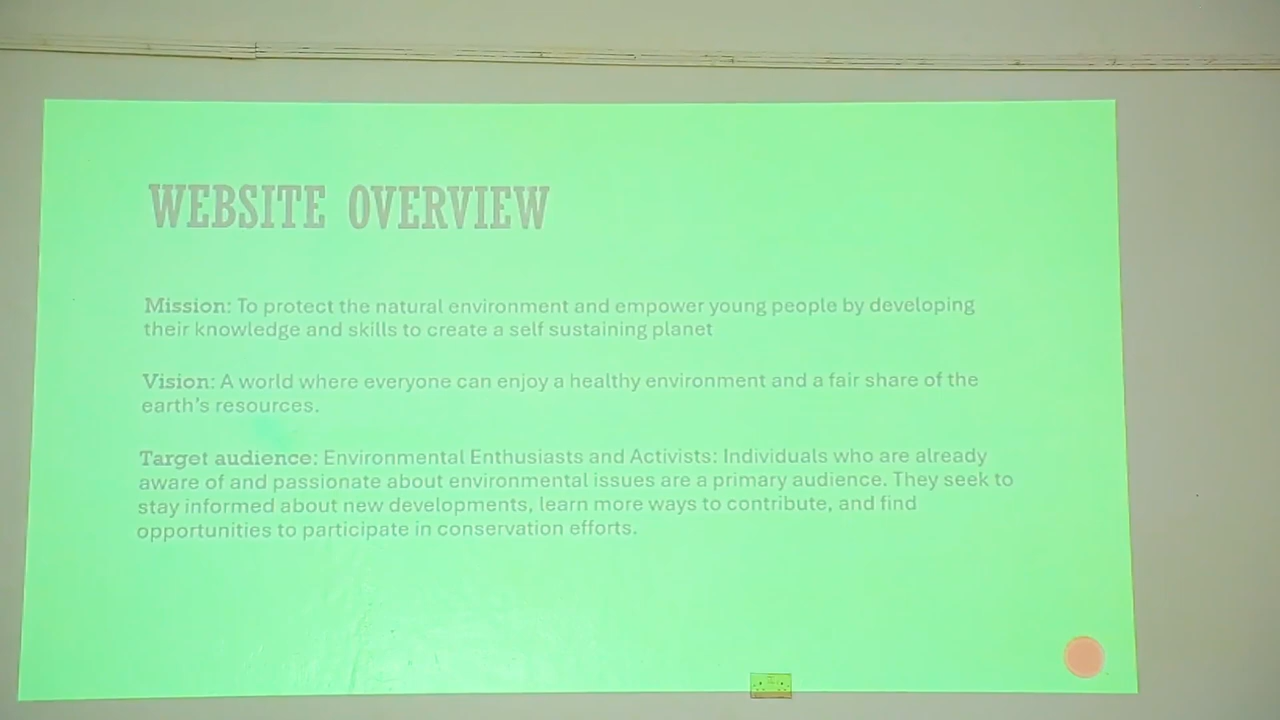 WEBSITE OVERVIEW
Mission: To protect the natural environment and empower young people by developing
their knowledge and skills to create a self sustaining planet
Vision: A world where everyone can enjoy a healthy environment and a fair share of the
earth's resources.
Target audience: Environmental Enthusiasts and Activists: Individuals who are already
aware of and passionate about environmental issues are a primary audience. They seek to
stay informed about new developments, learn more ways to contribute, and find
opportunities to participate in conservation efforts.